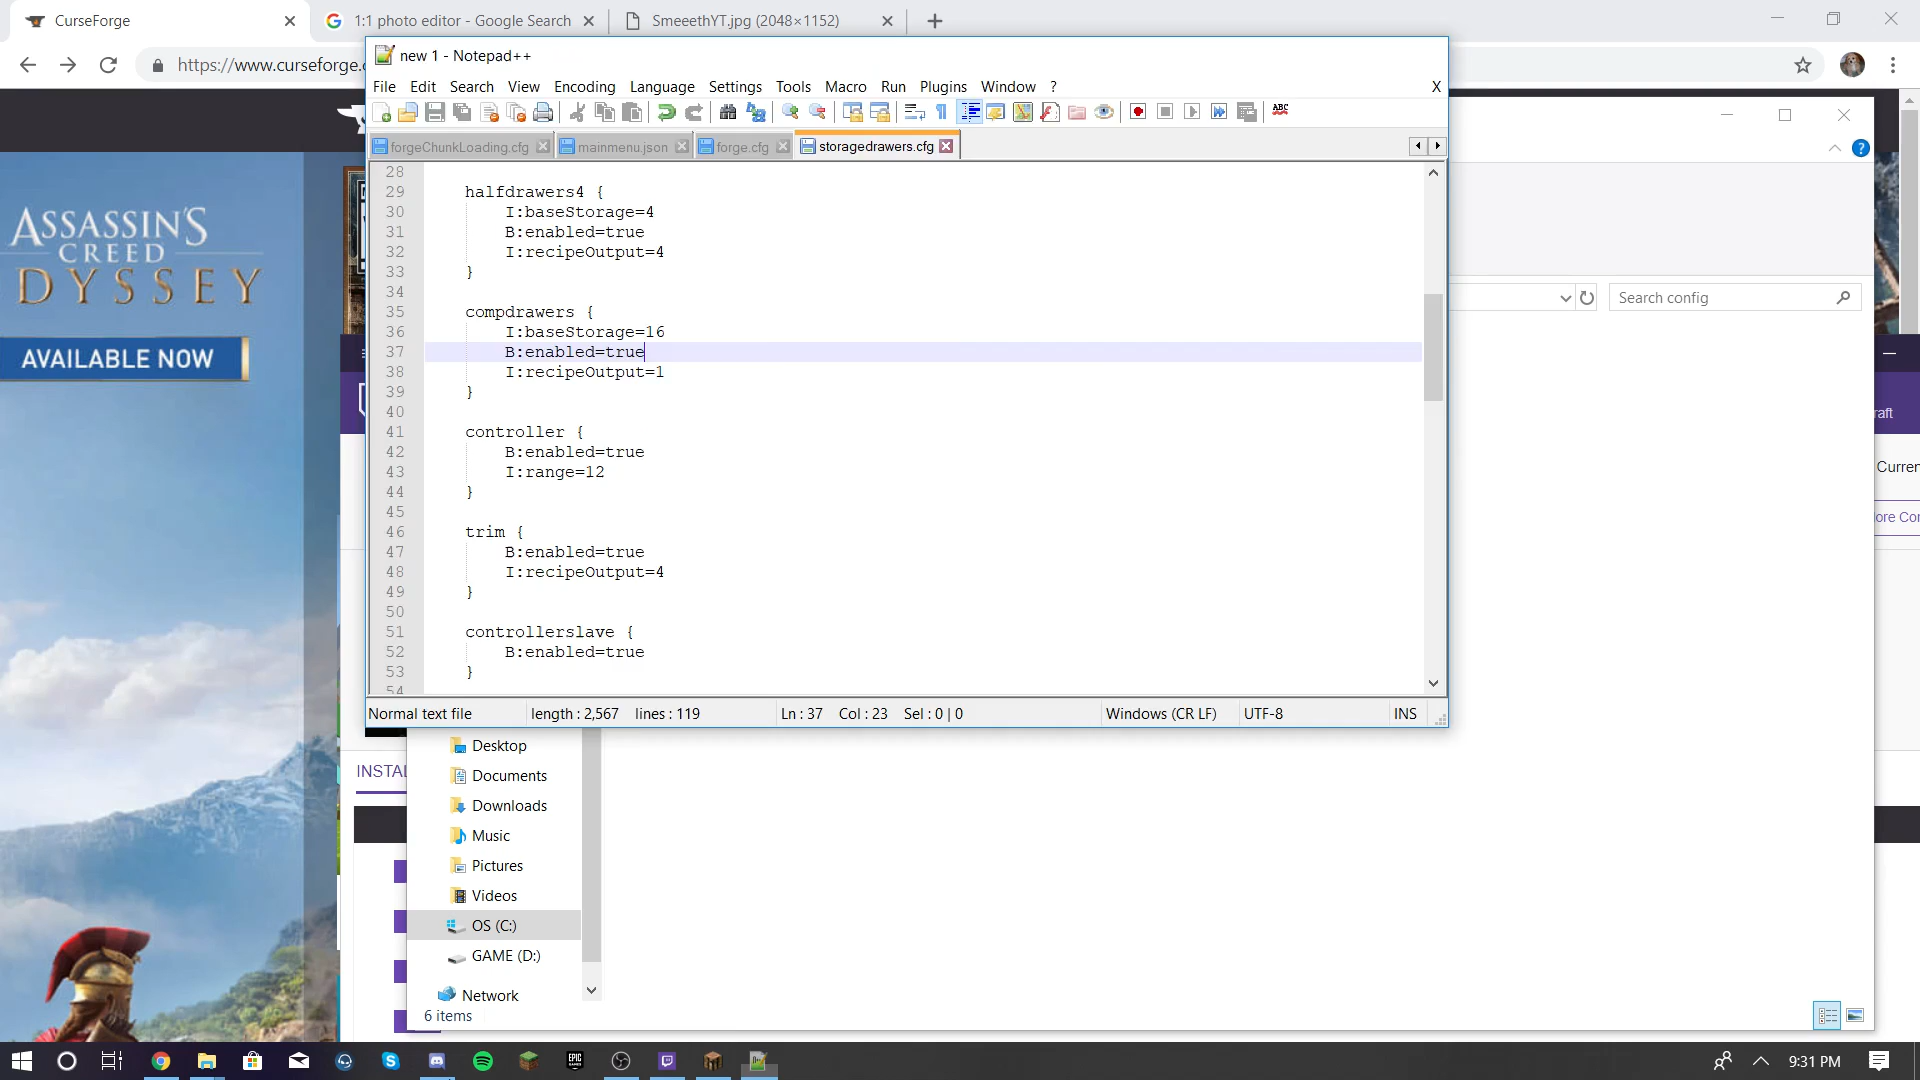 CurseForge
1:1 photo editor - Google Search
SmeeethYT.jpg (2048×1152)
https://www.curseforge.c
new 1 - Notepad++
File Edit Search View Encoding Language Settings Tools Macro Run Plugins Window ? X
forgeChunkLoading.cfg mainmenu.json forge.cfg storagedrawers.cfg
28
29 halfdrawers4 {
30 I:baseStorage=4
31 B:enabled=true
32 I:recipeOutput=4
33 }
34
35 compdrawers {
36 I:baseStorage=16
37 B:enabled=true
38 I:recipeOutput=1
39 }
40
41 controller {
42 B:enabled=true
43 I:range=12
44 }
45
46 trim {
47 B:enabled=true
48 I:recipeOutput=4
49 }
50
51 controllerslave {
52 B:enabled=true
53 }
54
Normal text file length : 2,567 lines : 119 Ln : 37 Col : 23 Sel : 0 | 0 Windows (CR LF) UTF-8 INS
ASSASSIN'S
CREED
DYSSEY
AVAILABLE NOW
Search config
raft
Curren
ore Con
INSTAL
Desktop
Documents
Downloads
Music
Pictures
Videos
OS (C:)
GAME (D:)
Network
6 items
ABC
EPIC
9:31 PM